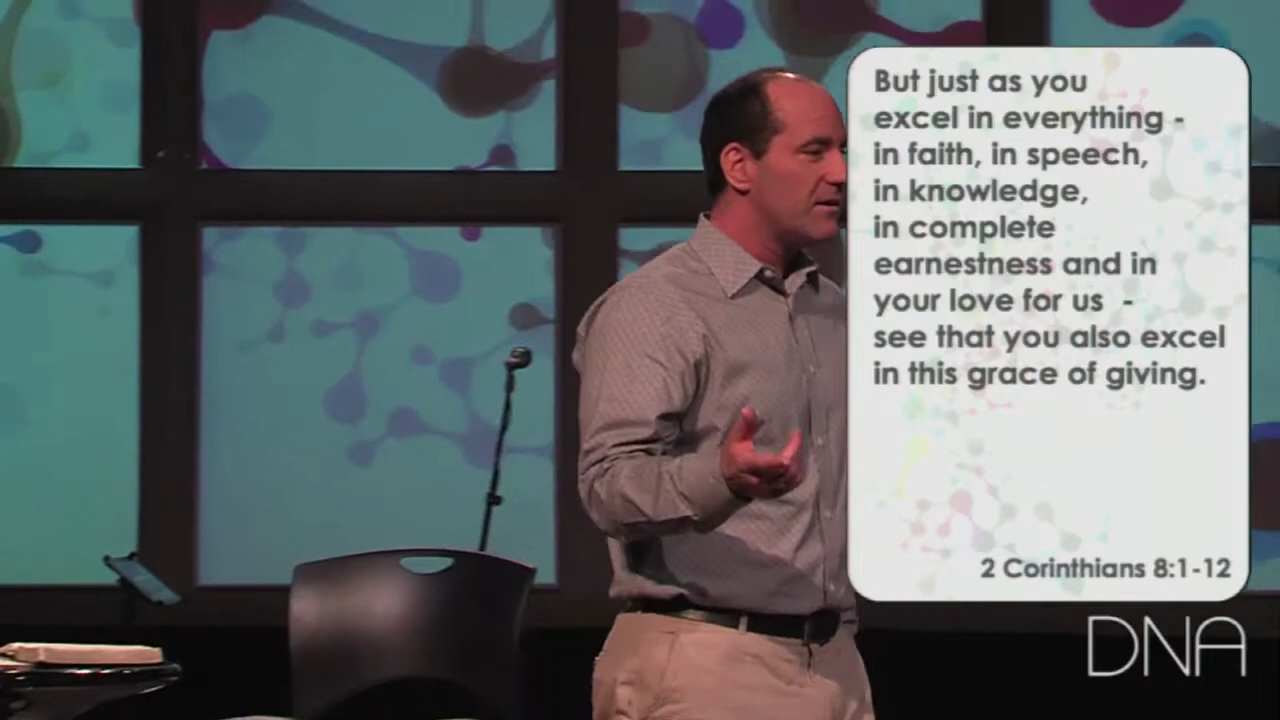 But just as you
excel in everything -
in faith, in speech,
in knowledge,
in complete
earnestness and in
your love for us  -
see that you also excel
in this grace of giving.
2 Corinthians 8:1-12
DNA